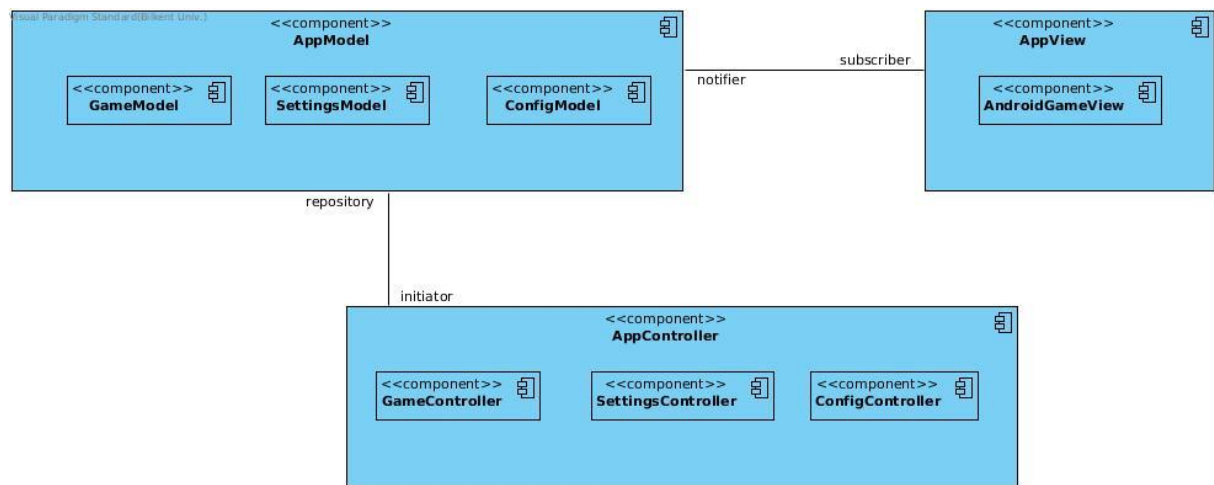 Visual Paradigm Standard(Bilkent Univ.)
<<component>>
AppModel
<<component>>
GameModel
<<component>>
SettingsModel
<<component>>
ConfigModel
notifier
subscriber
<<component>>
AppView
<<component>>
AndroidGameView
repository
initiator
<<component>>
AppController
<<component>>
GameController
<<component>>
SettingsController
<<component>>
ConfigController